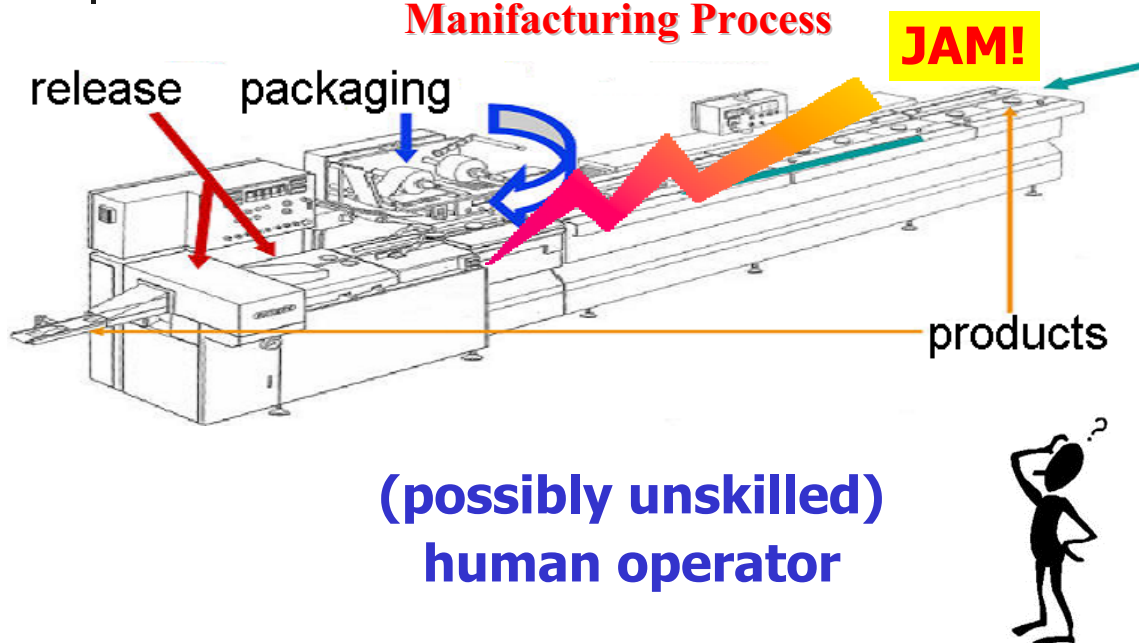 Manifacturing Process
JAM!
release packaging
products
?
(possibly unskilled)
human operator